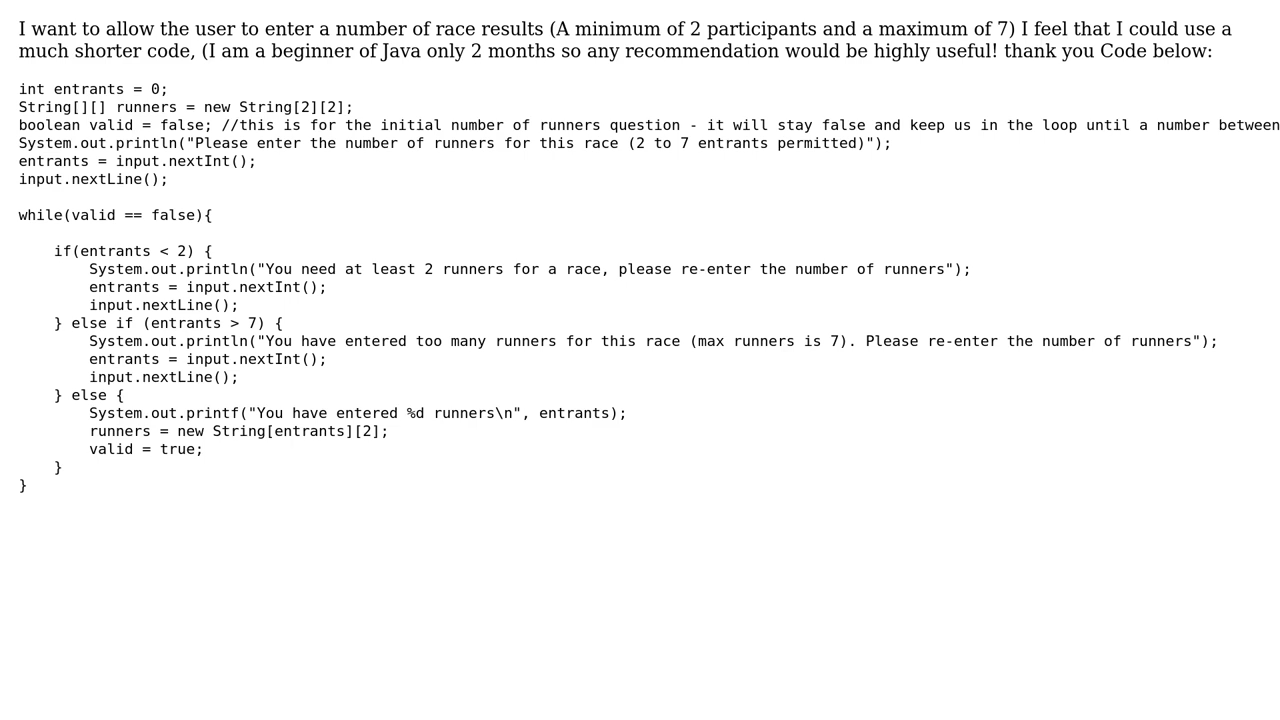 I want to allow the user to enter a number of race results (A minimum of 2 participants and a maximum of 7) I feel that I could use a
much shorter code, (I am a beginner of Java only 2 months so any recommendation would be highly useful! thank you Code below:
int entrants = 0;
String[][] runners = new String[2][2];
boolean valid = false; //this is for the initial number of runners question - it will stay false and keep us in the loop until a number between
System.out.println("Please enter the number of runners for this race (2 to 7 entrants permitted)");
entrants = input.nextInt();
input.nextLine();

while(valid == false){

    if(entrants < 2) {
        System.out.println("You need at least 2 runners for a race, please re-enter the number of runners");
        entrants = input.nextInt();
        input.nextLine();
    } else if (entrants > 7) {
        System.out.println("You have entered too many runners for this race (max runners is 7). Please re-enter the number of runners");
        entrants = input.nextInt();
        input.nextLine();
    } else {
        System.out.printf("You have entered %d runners\n", entrants);
        runners = new String[entrants][2];
        valid = true;
    }
}